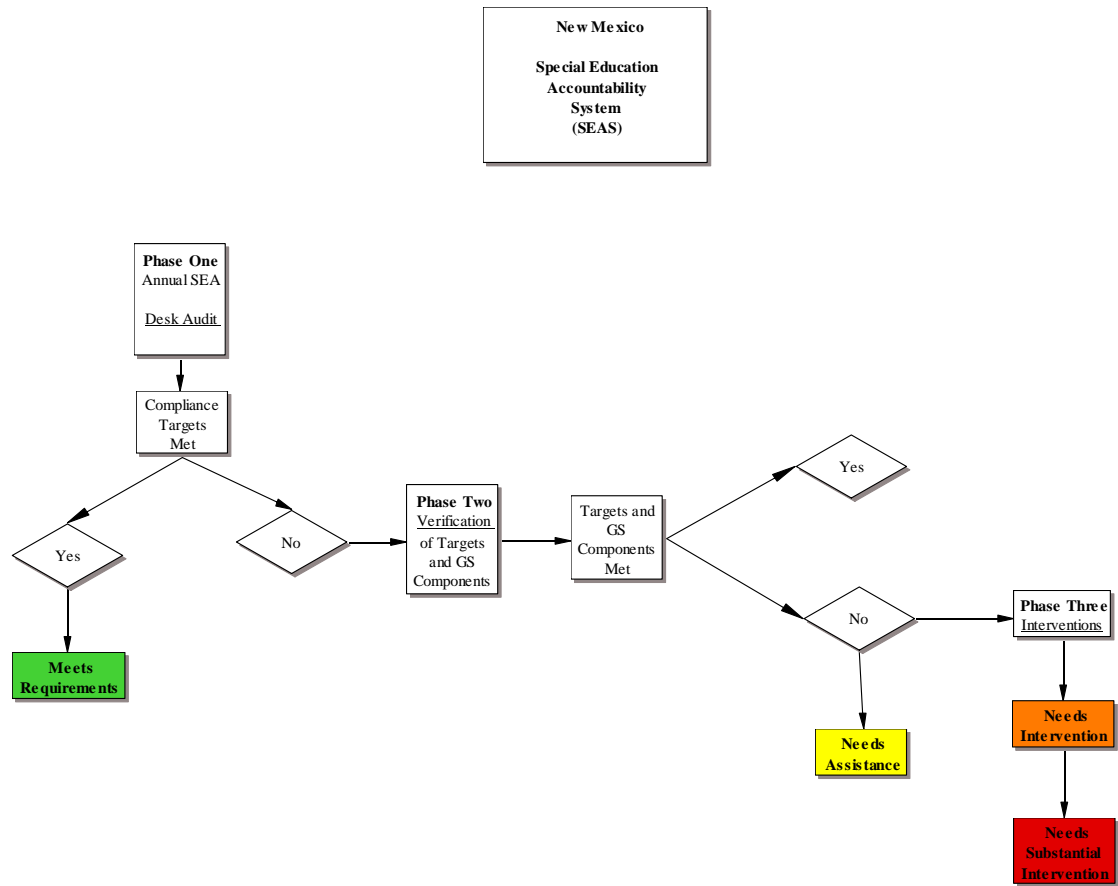 New Mexico
Special Education
Accountability
System
(SEAS)
Phase One
Annual SEA
Desk Audit
Compliance
Targets
Met
Yes
No
Phase Two
Verification
of Targets
and GS
Components
Targets and
GS
Components
Met
Yes
No
Phase Three
Interventions
Meets
Requirements
Needs
Assistance
Needs
Intervention
Needs
Substantial
Intervention